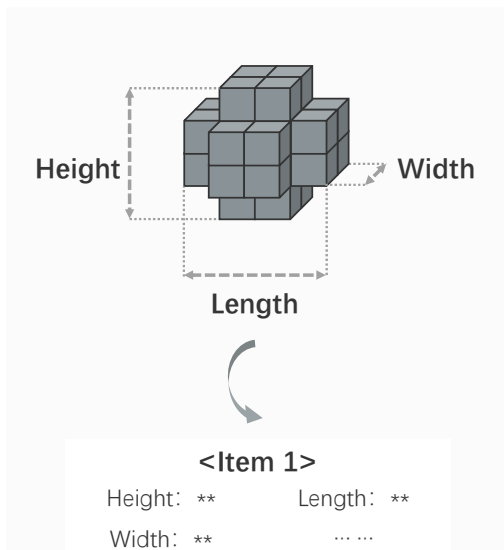 Height
Width
Length
<Item 1>
Height: **
Length: **
Width: **
... ...